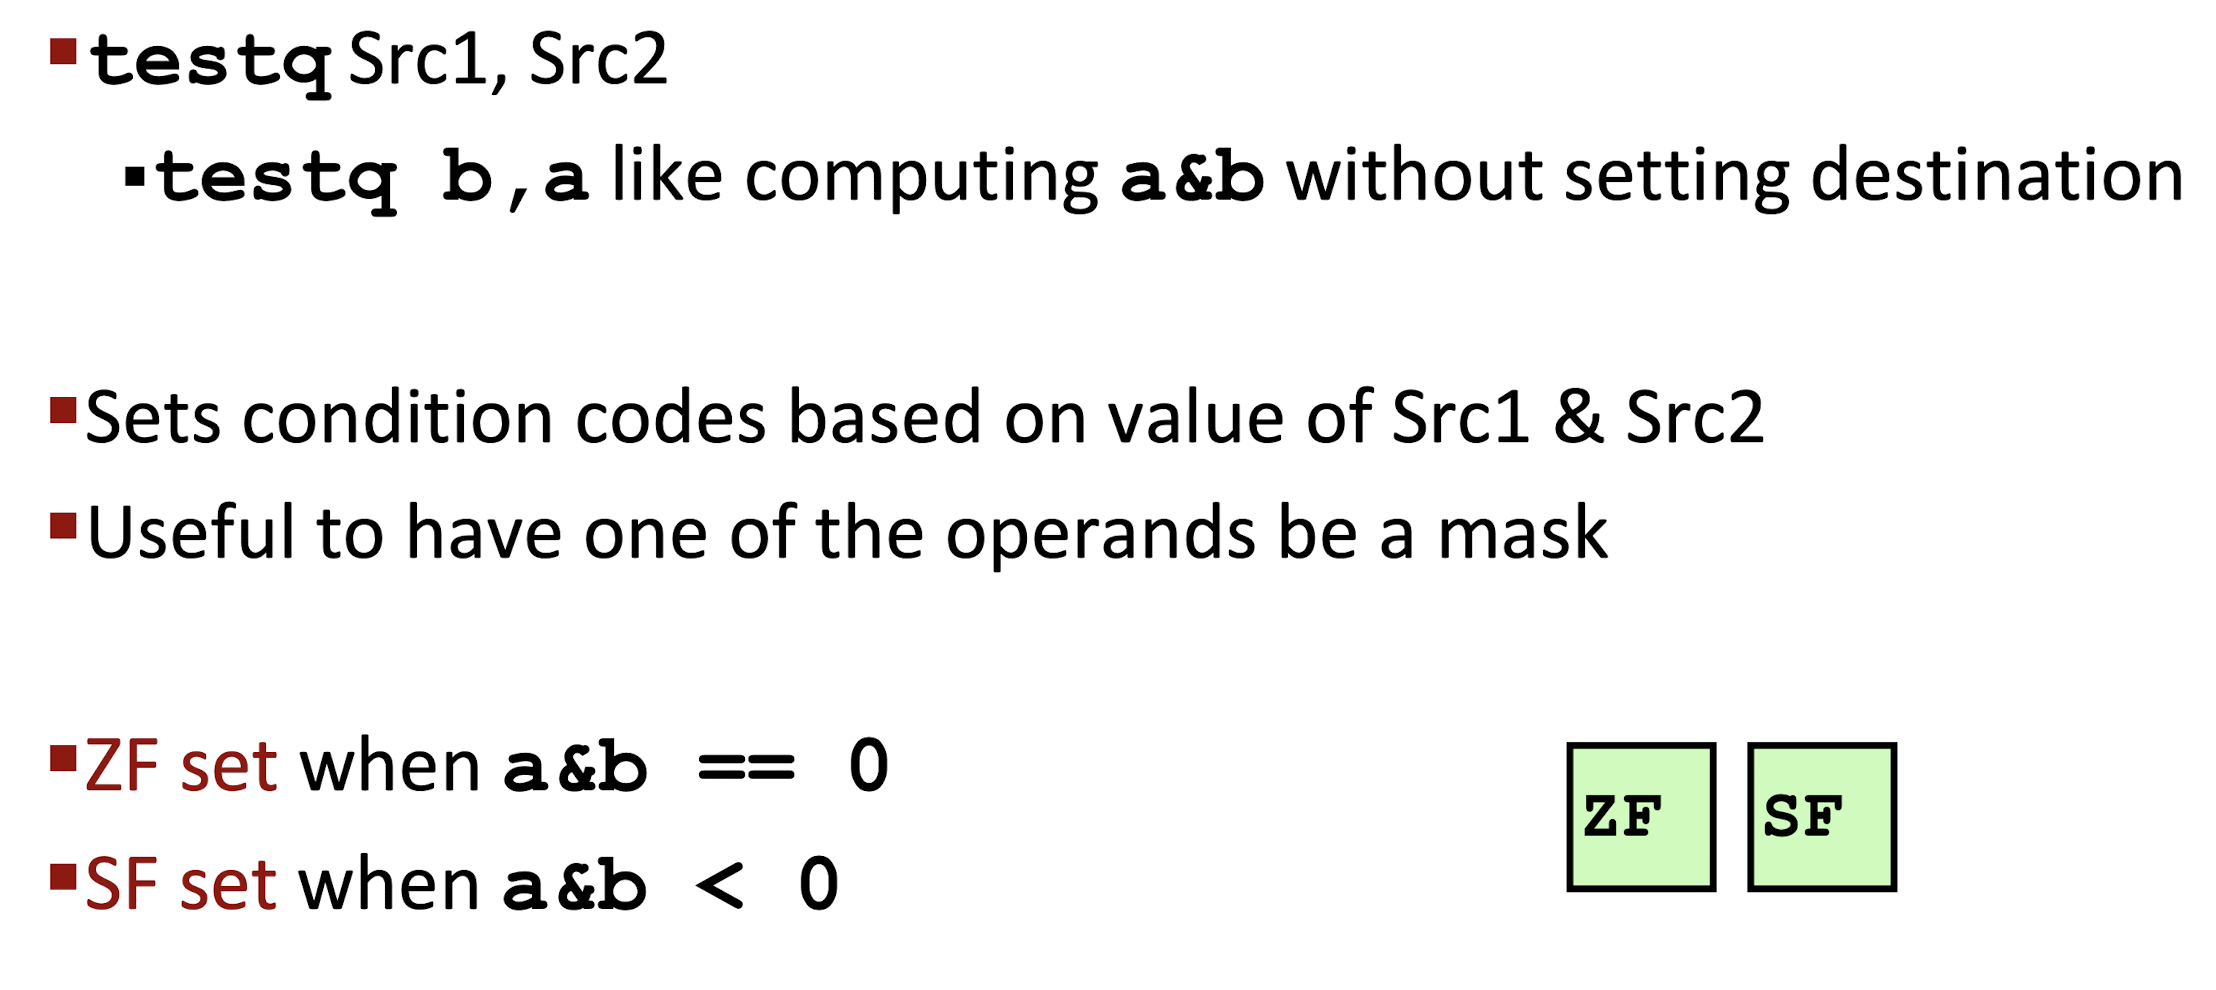 ▪testq Src1, Src2
▪testq b,a like computing a&b without setting destination
▪Sets condition codes based on value of Src1 & Src2
▪Useful to have one of the operands be a mask
▪ZF set when a&b == 0
▪SF set when a&b < 0
ZF SF